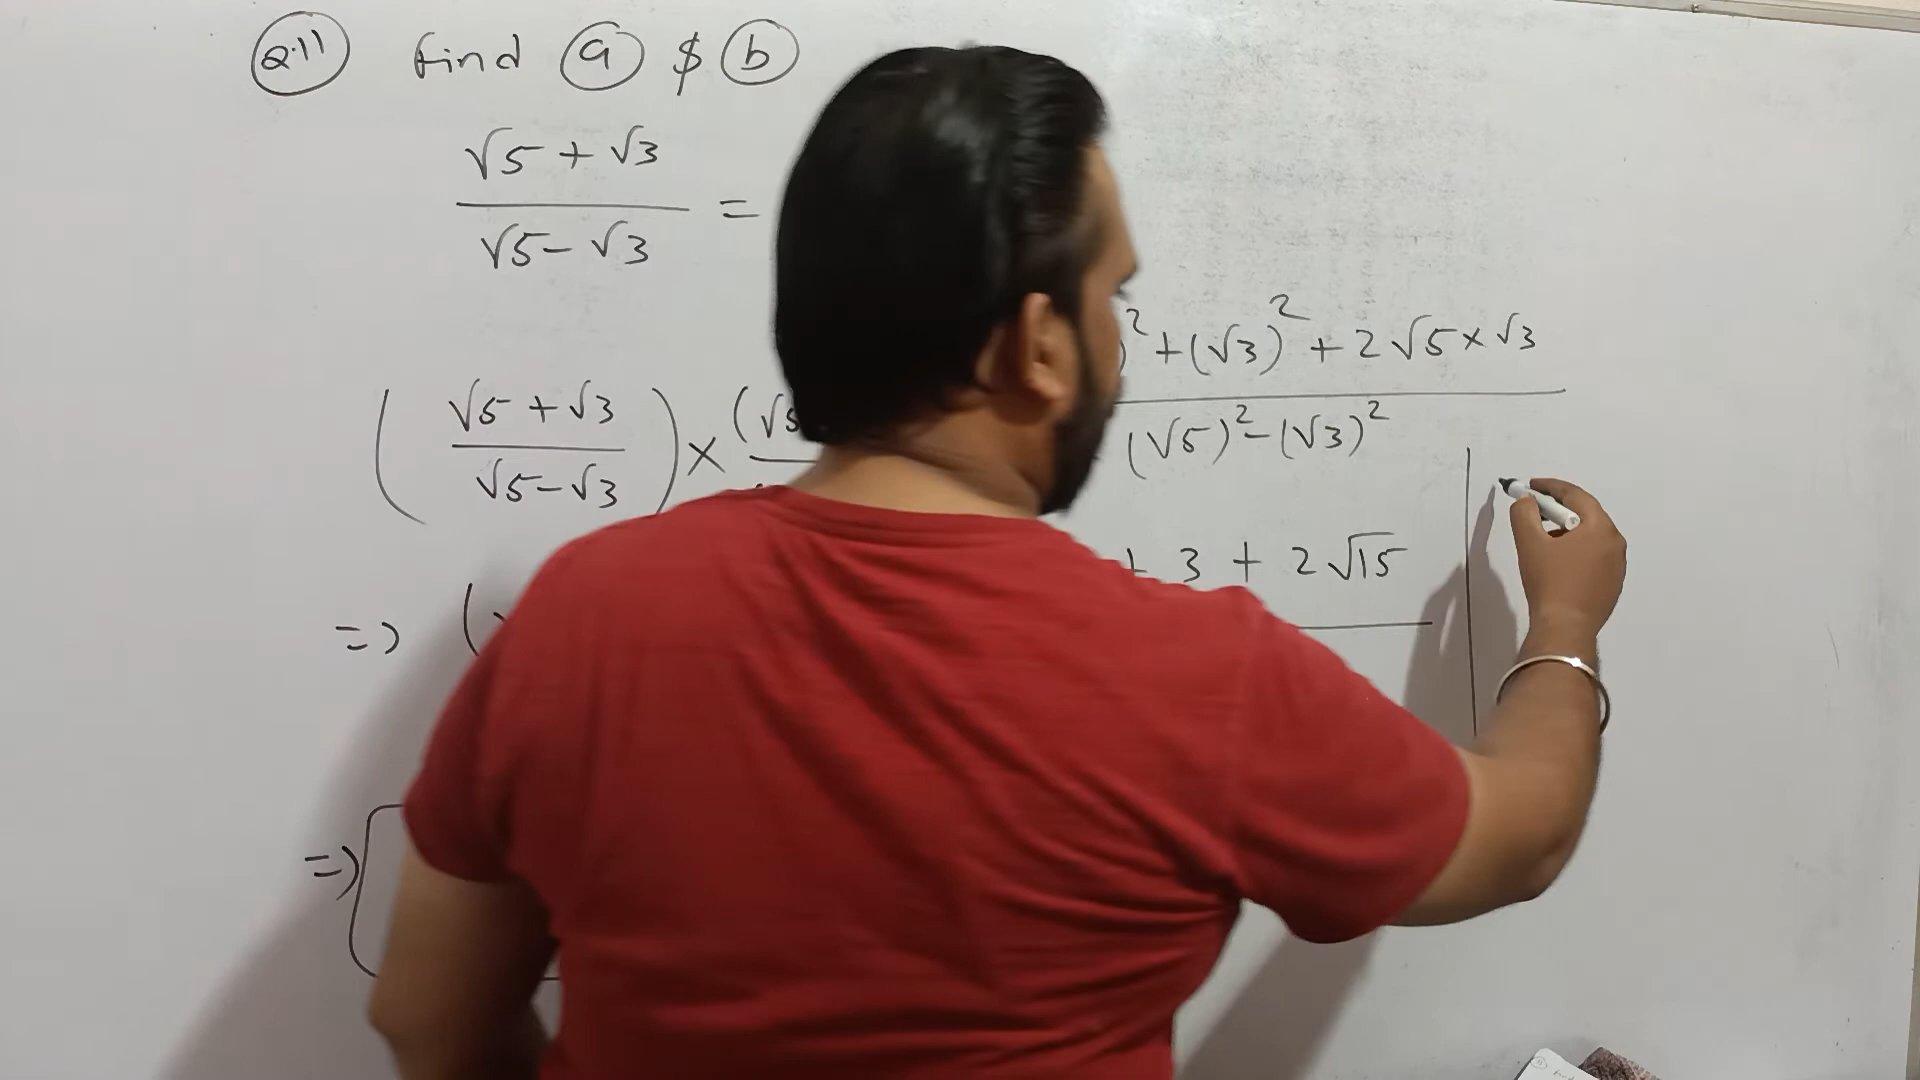 Q.11 find a $ b
√5 + √3
√5 - √3 =
)² + (√3)² + 2√5 × √3
(√5)² - (√3)²
( √5 + √3 / √5 - √3 ) × (√5
+ 3 + 2√15
=> (
=>